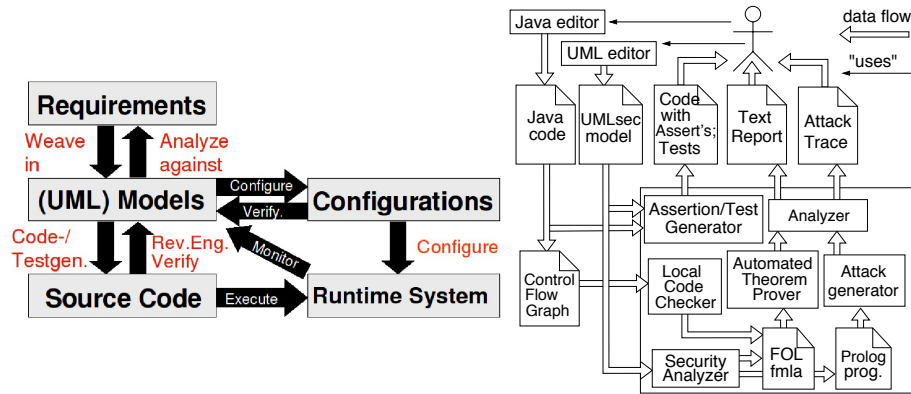 Requirements
Weave
in
Analyze
against
(UML) Models
Configure
Verify.
Configurations
Code-/
Testgen.
Rev.Eng.
Verify
Monitor
Configure
Source Code
Execute
Runtime System
Java editor
UML editor
data flow
"uses"
Java
code
UMLsec
model
Code
with
Assert's;
Tests
Text
Report
Attack
Trace
Assertion/Test
Generator
Analyzer
Control
Flow
Graph
Local
Code
Checker
Automated
Theorem
Prover
Attack
generator
Security
Analyzer
FOL
fmla
Prolog
prog.